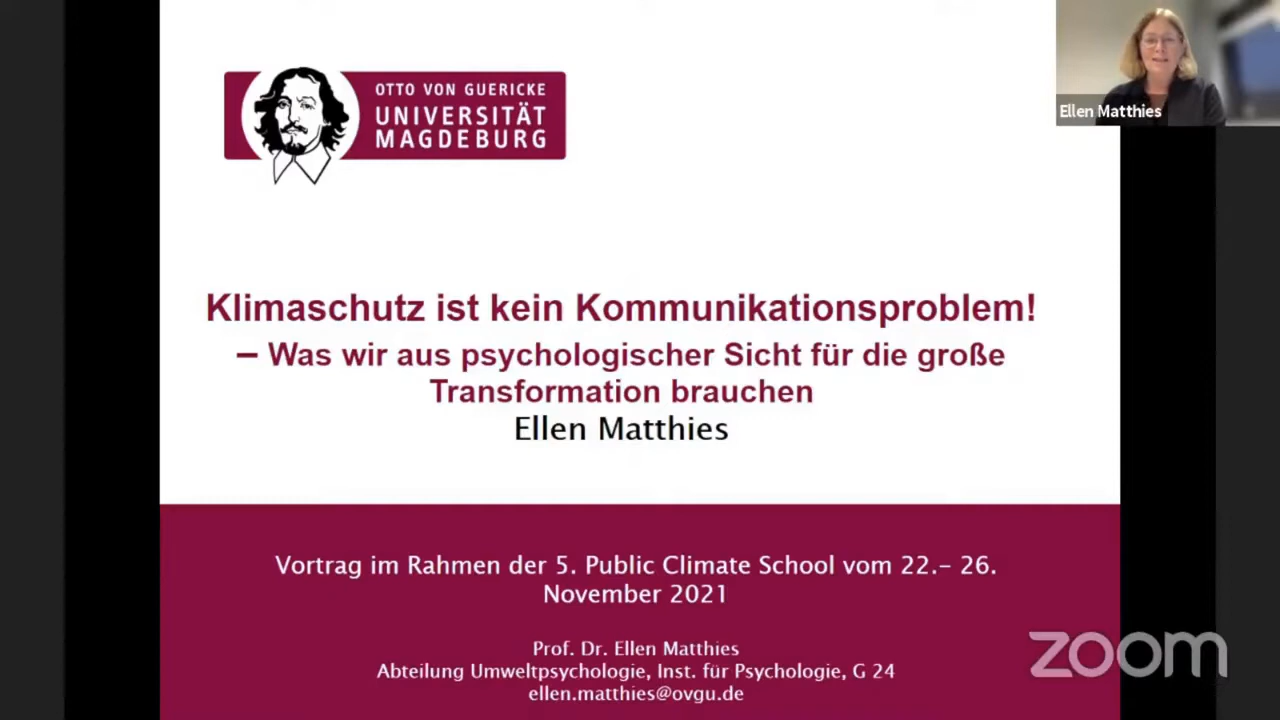 OTTO VON GUERICKE
UNIVERSITÄT
MAGDEBURG
Ellen Matthies
Klimaschutz ist kein Kommunikationsproblem!
– Was wir aus psychologischer Sicht für die große
Transformation brauchen
Ellen Matthies
Vortrag im Rahmen der 5. Public Climate School vom 22.– 26.
November 2021
Prof. Dr. Ellen Matthies
Abteilung Umweltpsychologie, Inst. für Psychologie, G 24
ellen.matthies@ovgu.de
zoom